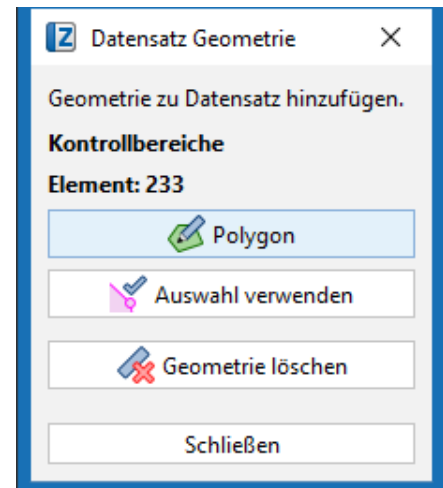 Z Datensatz Geometrie
Geometrie zu Datensatz hinzufügen.
Kontrollbereiche
Element: 233
Polygon
Auswahl verwenden
Geometrie löschen
Schließen